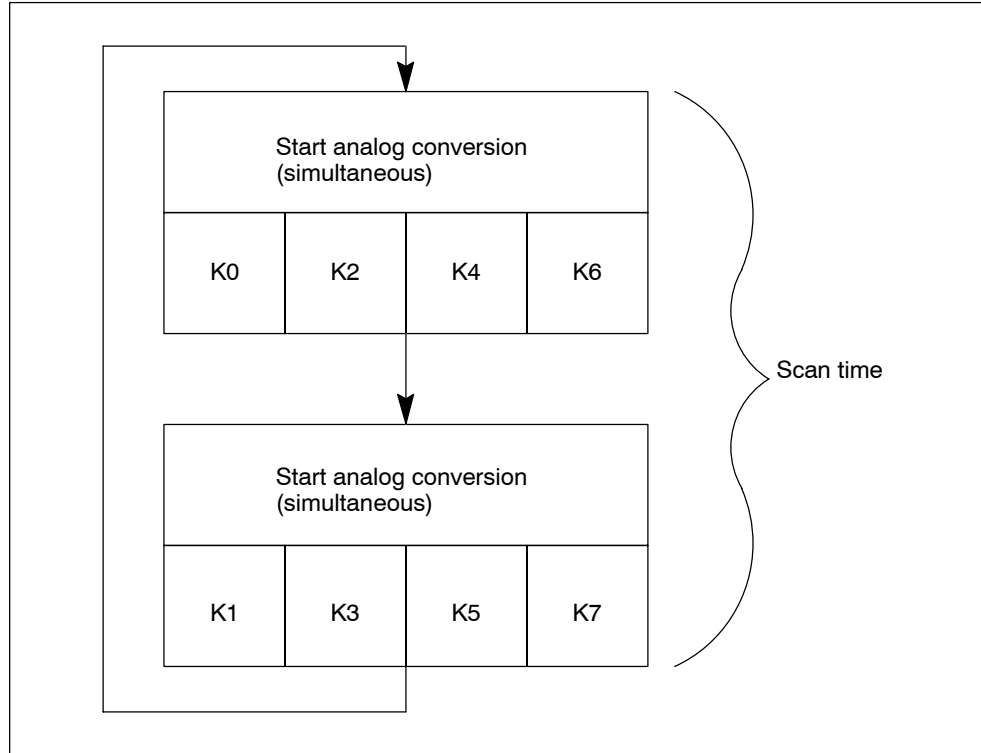 Start analog conversion
(simultaneous)
K0 K2 K4 K6
Scan time
Start analog conversion
(simultaneous)
K1 K3 K5 K7